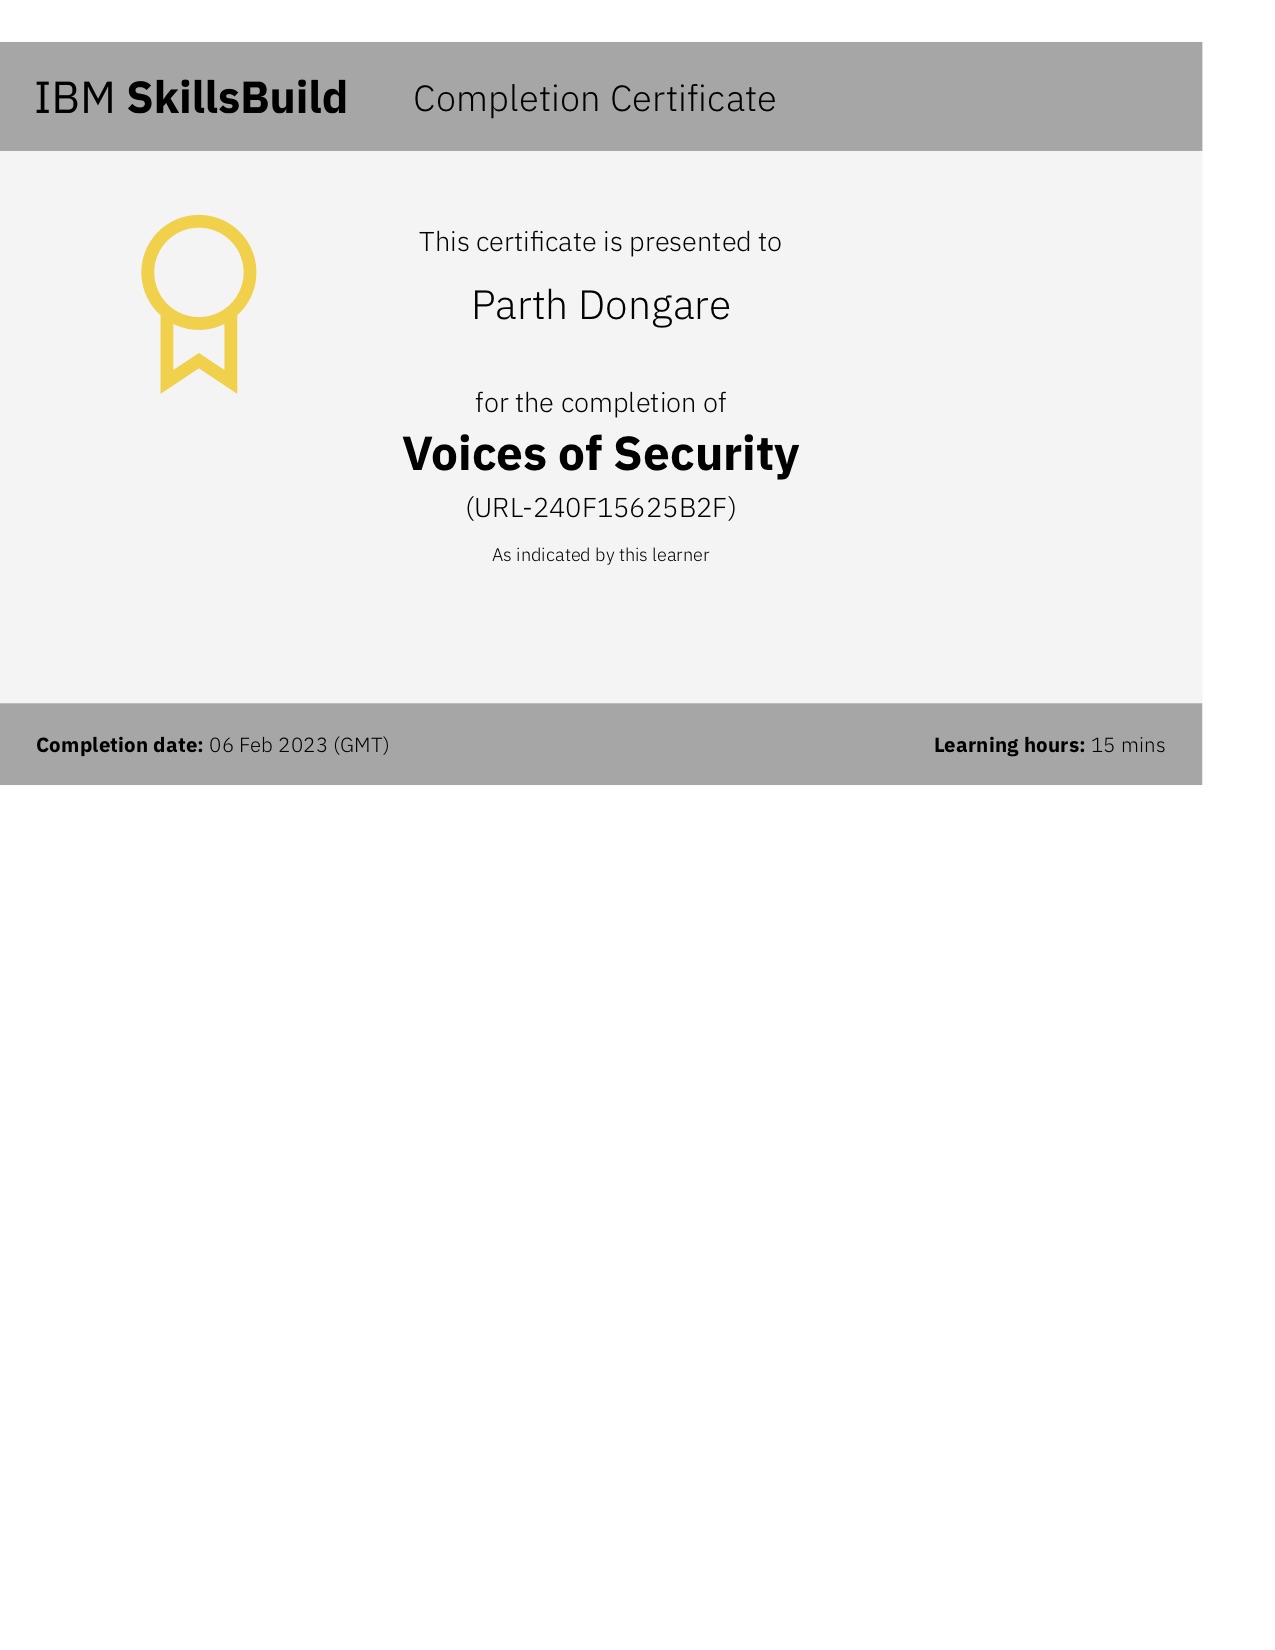 IBM SkillsBuild Completion Certificate
This certificate is presented to
Parth Dongare
for the completion of
Voices of Security
(URL-240F15625B2F)
As indicated by this learner
Completion date: 06 Feb 2023 (GMT) Learning hours: 15 mins